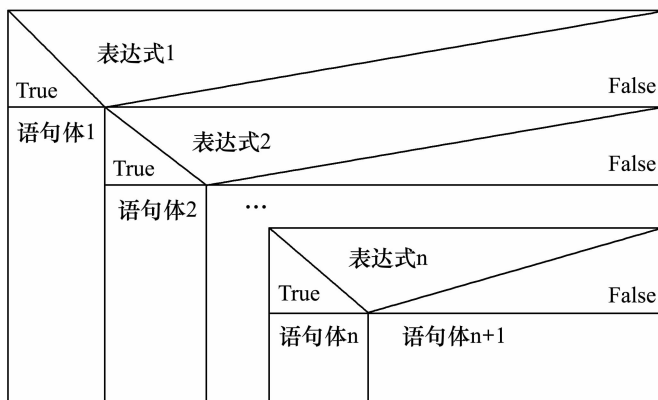 表达式1
True
False
语句体1
表达式2
True
False
语句体2
…
表达式n
True
False
语句体n
语句体n+1